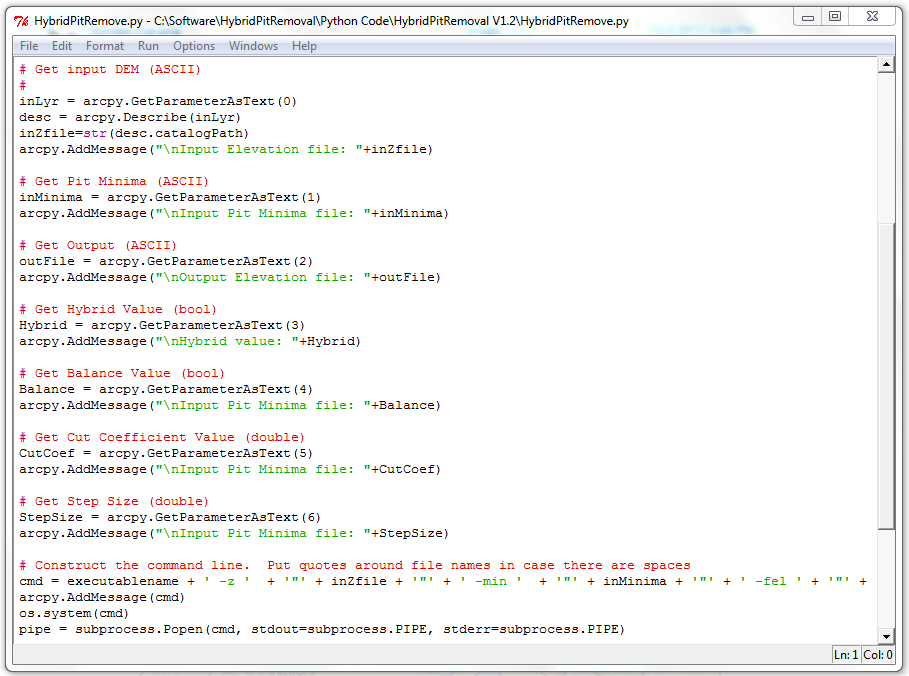 HybridPitRemove.py - C:\Software\HybridPitRemoval\Python Code\HybridPitRemoval V1.2\HybridPitRemove.py
File Edit Format Run Options Windows Help
# Get input DEM (ASCII)
#
inLyr = arcpy.GetParameterAsText(0)
desc = arcpy.Describe(inLyr)
inZfile=str(desc.catalogPath)
arcpy.AddMessage("\nInput Elevation file: "+inZfile)

# Get Pit Minima (ASCII)
inMinima = arcpy.GetParameterAsText(1)
arcpy.AddMessage("\nInput Pit Minima file: "+inMinima)

# Get Output (ASCII)
outFile = arcpy.GetParameterAsText(2)
arcpy.AddMessage("\nOutput Elevation file: "+outFile)

# Get Hybrid Value (bool)
Hybrid = arcpy.GetParameterAsText(3)
arcpy.AddMessage("\nHybrid value: "+Hybrid)

# Get Balance Value (bool)
Balance = arcpy.GetParameterAsText(4)
arcpy.AddMessage("\nInput Pit Minima file: "+Balance)

# Get Cut Coefficient Value (double)
CutCoef = arcpy.GetParameterAsText(5)
arcpy.AddMessage("\nInput Pit Minima file: "+CutCoef)

# Get Step Size (double)
StepSize = arcpy.GetParameterAsText(6)
arcpy.AddMessage("\nInput Pit Minima file: "+StepSize)

# Construct the command line.  Put quotes around file names in case there are spaces
cmd = executablename + ' -z '  + '"' + inZfile + '"' + ' -min '  + '"' + inMinima + '"' + ' -fel ' + '"' +
arcpy.AddMessage(cmd)
os.system(cmd)
pipe = subprocess.Popen(cmd, stdout=subprocess.PIPE, stderr=subprocess.PIPE)
Ln: 1 Col: 0